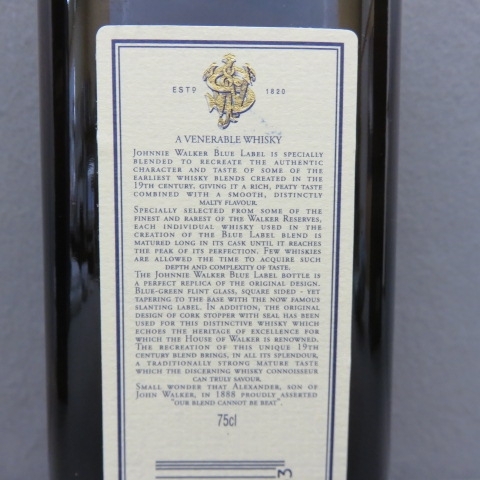 ESTD 1820
A VENERABLE WHISKY
JOHNNIE WALKER BLUE LABEL IS SPECIALLY
BLENDED TO RECREATE THE AUTHENTIC
CHARACTER AND TASTE OF SOME OF THE
EARLIEST WHISKY BLENDS CREATED IN THE
19TH CENTURY, GIVING IT A RICH, PEATY TASTE
COMBINED WITH A SMOOTH, DISTINCTLY
MALTY FLAVOUR.
SPECIALLY SELECTED FROM SOME OF THE
FINEST AND RAREST OF THE WALKER RESERVES,
EACH INDIVIDUAL WHISKY USED IN THE
CREATION OF THE BLUE LABEL BLEND IS
MATURED LONG IN ITS CASK UNTIL IT REACHES
THE PEAK OF ITS PERFECTION. FEW WHISKIES
ARE ALLOWED THE TIME TO ACQUIRE SUCH
DEPTH AND COMPLEXITY OF TASTE.
THE JOHNNIE WALKER BLUE LABEL BOTTLE IS
A PERFECT REPLICA OF THE ORIGINAL DESIGN.
BLUE-GREEN FLINT GLASS, SQUARE SIDED - YET
TAPERING TO THE BASE WITH THE NOW FAMOUS
SLANTING LABEL. IN ADDITION, THE ORIGINAL
DESIGN OF CORK STOPPER WITH SEAL HAS BEEN
USED FOR THIS DISTINCTIVE WHISKY WHICH
ECHOES THE HERITAGE OF EXCELLENCE FOR
WHICH THE HOUSE OF WALKER IS RENOWNED.
THE RECREATION OF THIS UNIQUE 19TH
CENTURY BLEND BRINGS, IN ALL ITS SPLENDOUR,
A TRADITIONALLY STRONG MATURE TASTE
WHICH THE DISCERNING WHISKY CONNOISSEUR
CAN TRULY SAVOUR.
SMALL WONDER THAT ALEXANDER, SON OF
JOHN WALKER, IN 1888 PROUDLY ASSERTED
"OUR BLEND CANNOT BE BEAT".
75cl
3